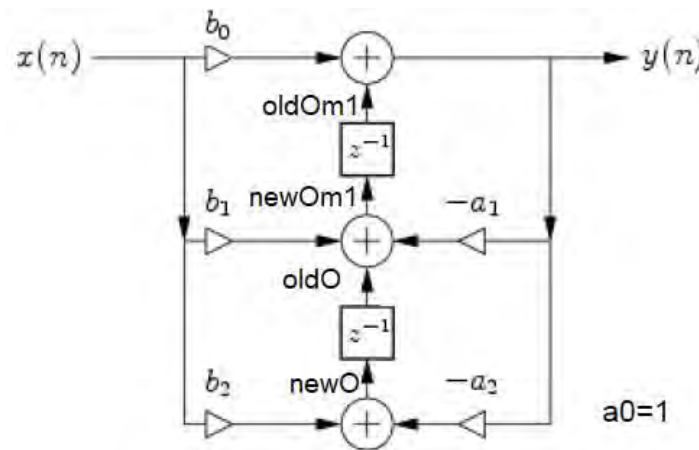 b₀
x(n) + y(n)
oldOm1
z⁻¹
newOm1
b₁ + -a₁
oldO
z⁻¹
newO
b₂ + -a₂
a0=1